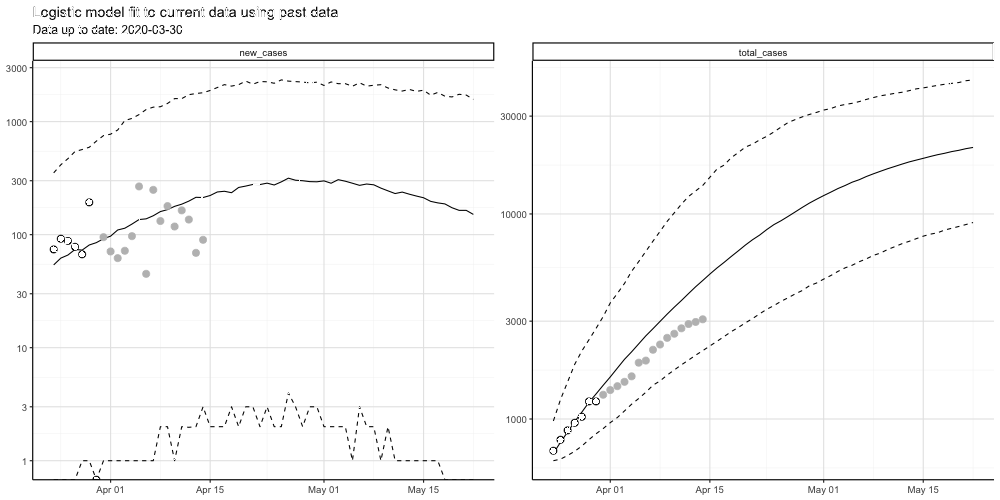 Logistic model fit to current data using past data
Data up to date: 2020-03-30
new_cases
total_cases
3000
1000
300
100
30
10
3
1
30000
10000
3000
1000
Apr 01
Apr 15
May 01
May 15
Apr 01
Apr 15
May 01
May 15